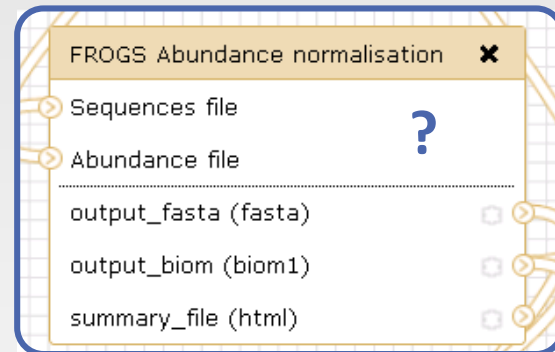 FROGS Abundance normalisation ✖
Sequences file
?
Abundance file
output_fasta (fasta)
output_biom (biom1)
summary_file (html)